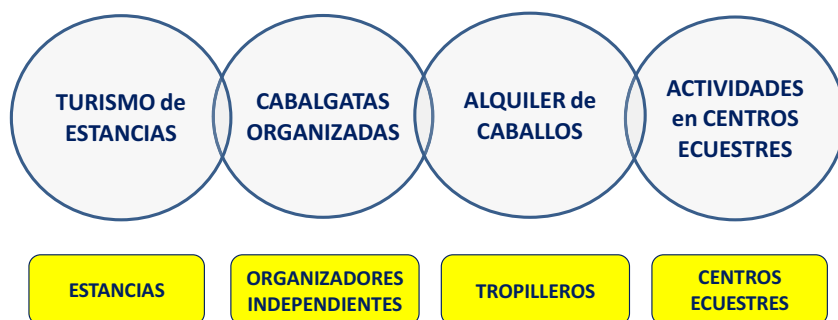 TURISMO de
ESTANCIAS
CABALGATAS
ORGANIZADAS
ALQUILER de
CABALLOS
ACTIVIDADES
en CENTROS
ECUESTRES
ESTANCIAS
ORGANIZADORES
INDEPENDIENTES
TROPILLEROS
CENTROS
ECUESTRES